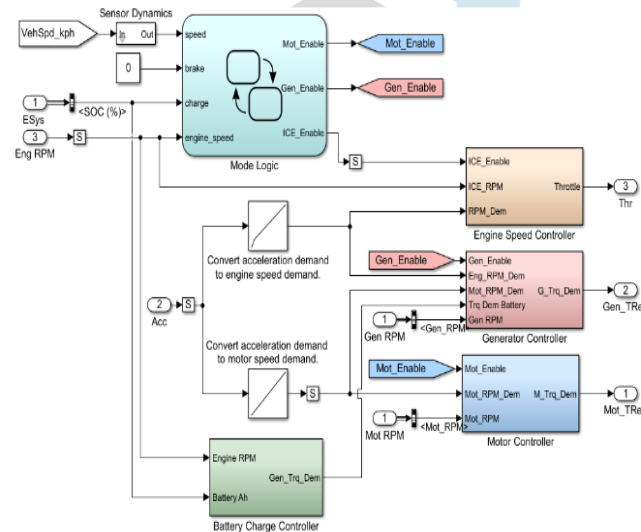 Sensor Dynamics
VehSpd_kph
In
Out
speed
Mot_Enable
Mot_Enable
0
brake
Gen_Enable
Gen_Enable
1
ESys
<SOC (%)>
charge
3
Eng RPM
S
engine_speed
ICE_Enable
Mode Logic
S
ICE_Enable
ICE_RPM
Throttle
3
Thr
RPM_Dem
Engine Speed Controller
Convert acceleration demand
to engine speed demand.
Gen_Enable
Gen_Enable
Eng_RPM_Dem
Mot_RPM_Dem
G_Trq_Dem
2
Gen_TRe
Trq Dem Battery
Gen RPM
2
Acc
S
1
Gen RPM
<Gen_RPM>
Generator Controller
Convert acceleration demand
to motor speed demand.
Mot_Enable
Mot_Enable
S
Mot_RPM_Dem
M_Trq_Dem
1
Mot_TRe
1
Mot RPM
<Mot_RPM>
Mot_RPM
Motor Controller
Engine RPM
Gen_Trq_Dem
Battery Ah
Battery Charge Controller